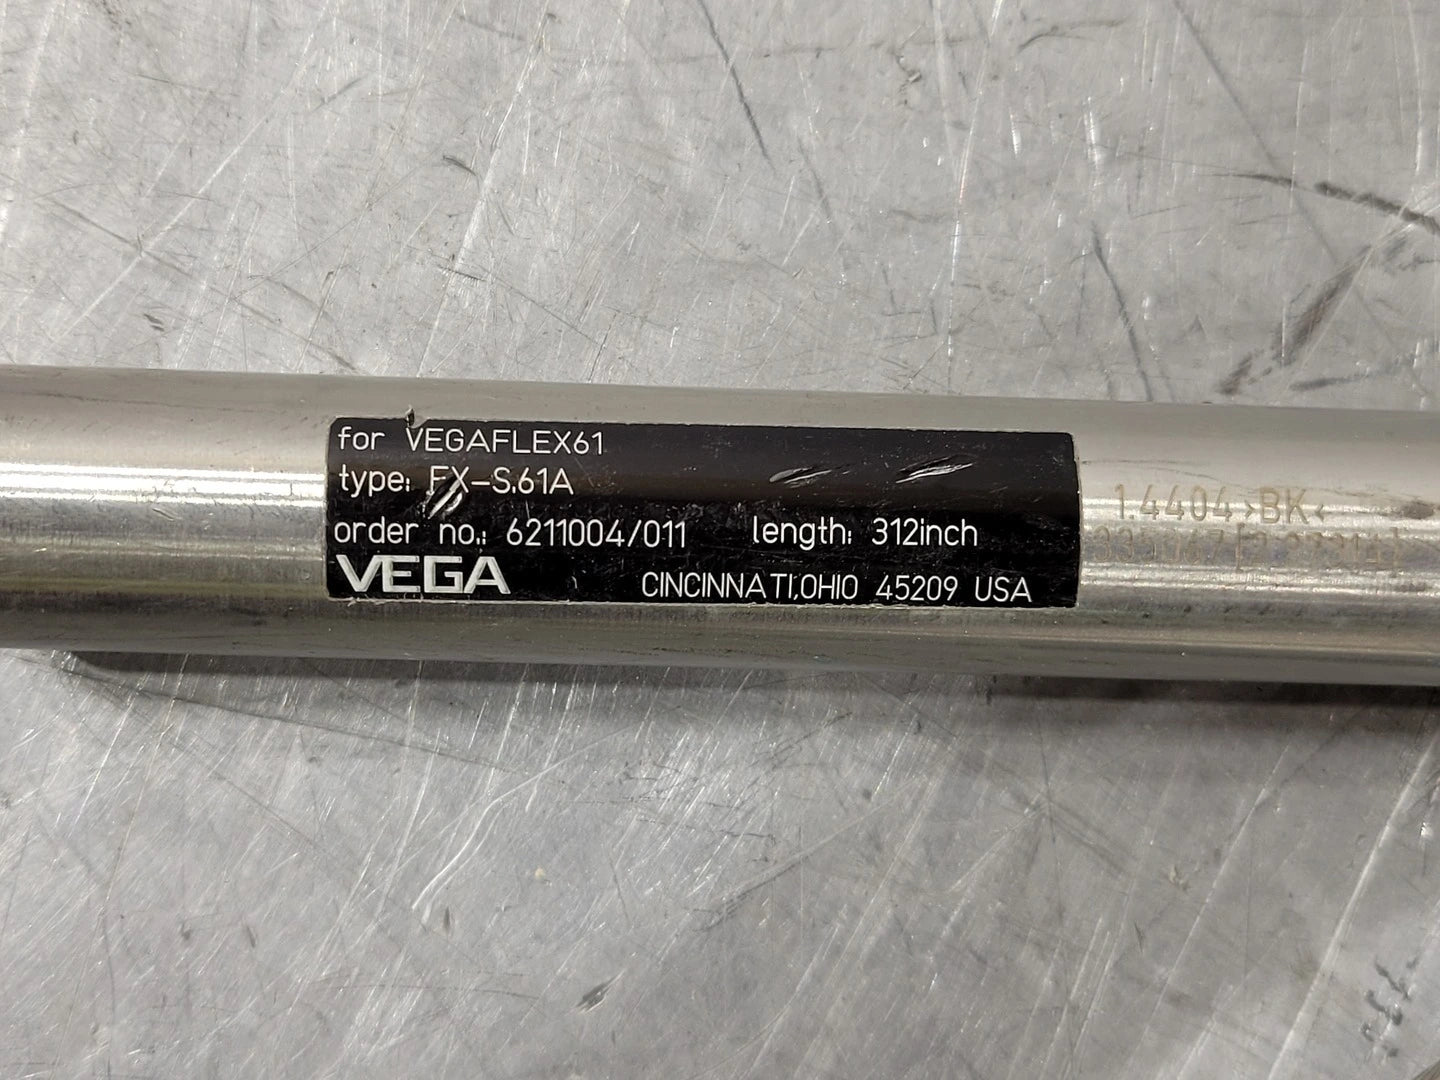 for VEGAFLEX61
type: FX-S.61A
order no.: 6211004/011 length: 312inch
VEGA CINCINNATI,OHIO 45209 USA
1.4404>BK<